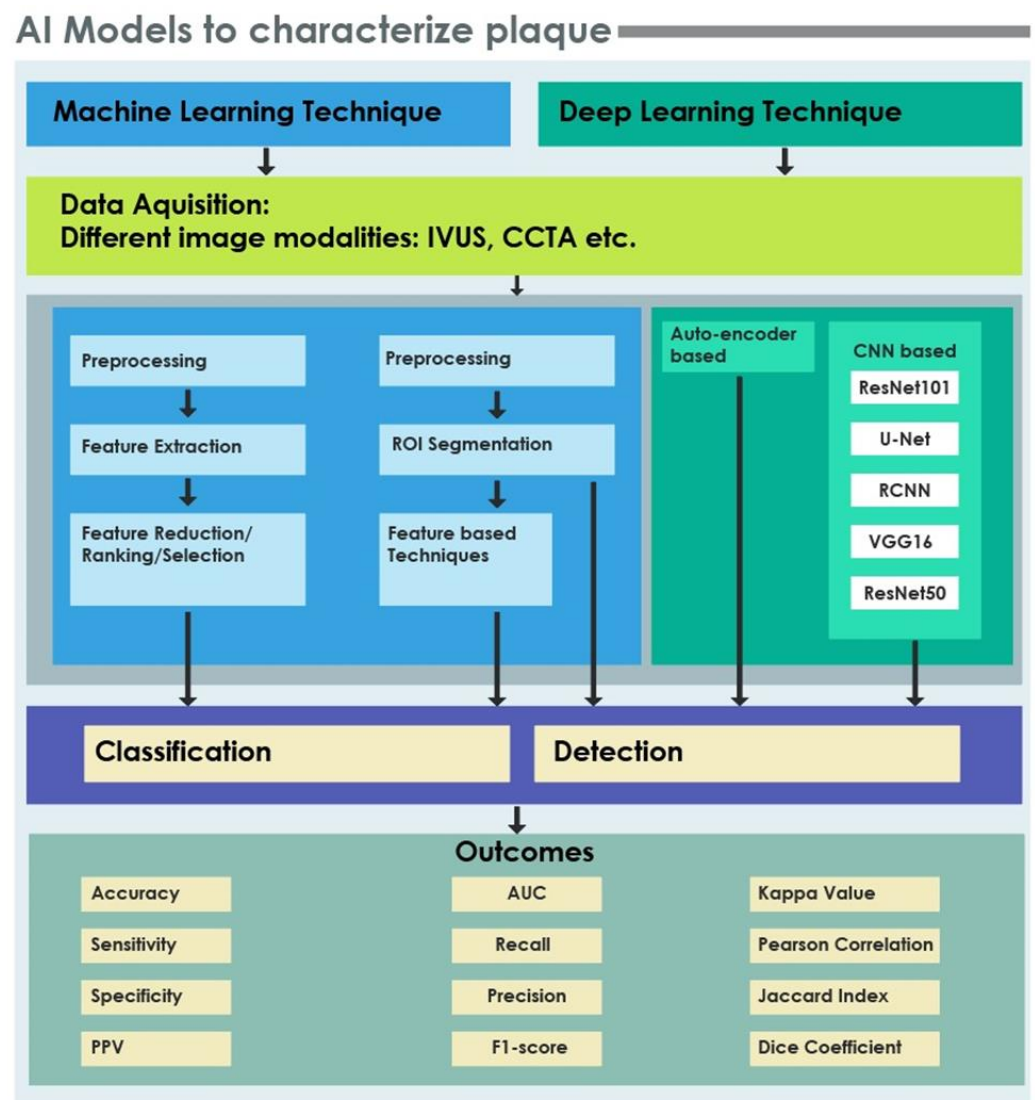 AI Models to characterize plaque
Machine Learning Technique
Deep Learning Technique
Data Aquisition:
Different image modalities: IVUS, CCTA etc.
Preprocessing
Feature Extraction
Feature Reduction/
Ranking/Selection
Preprocessing
ROI Segmentation
Feature based
Techniques
Auto-encoder
based
CNN based
ResNet101
U-Net
RCNN
VGG16
ResNet50
Classification
Detection
Outcomes
Accuracy
Sensitivity
Specificity
PPV
AUC
Recall
Precision
F1-score
Kappa Value
Pearson Correlation
Jaccard Index
Dice Coefficient